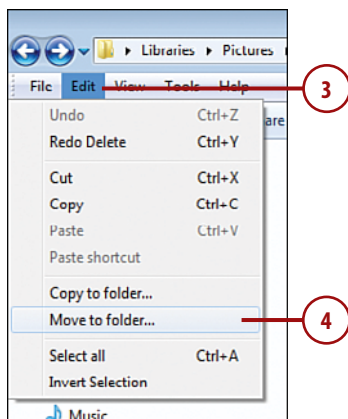 Libraries Pictures
File Edit View Tools Help
3
Undo Ctrl+Z
are
Redo Delete Ctrl+Y
Cut Ctrl+X
Copy Ctrl+C
Paste Ctrl+V
Paste shortcut
Copy to folder...
Move to folder...
4
Select all Ctrl+A
Invert Selection
Music